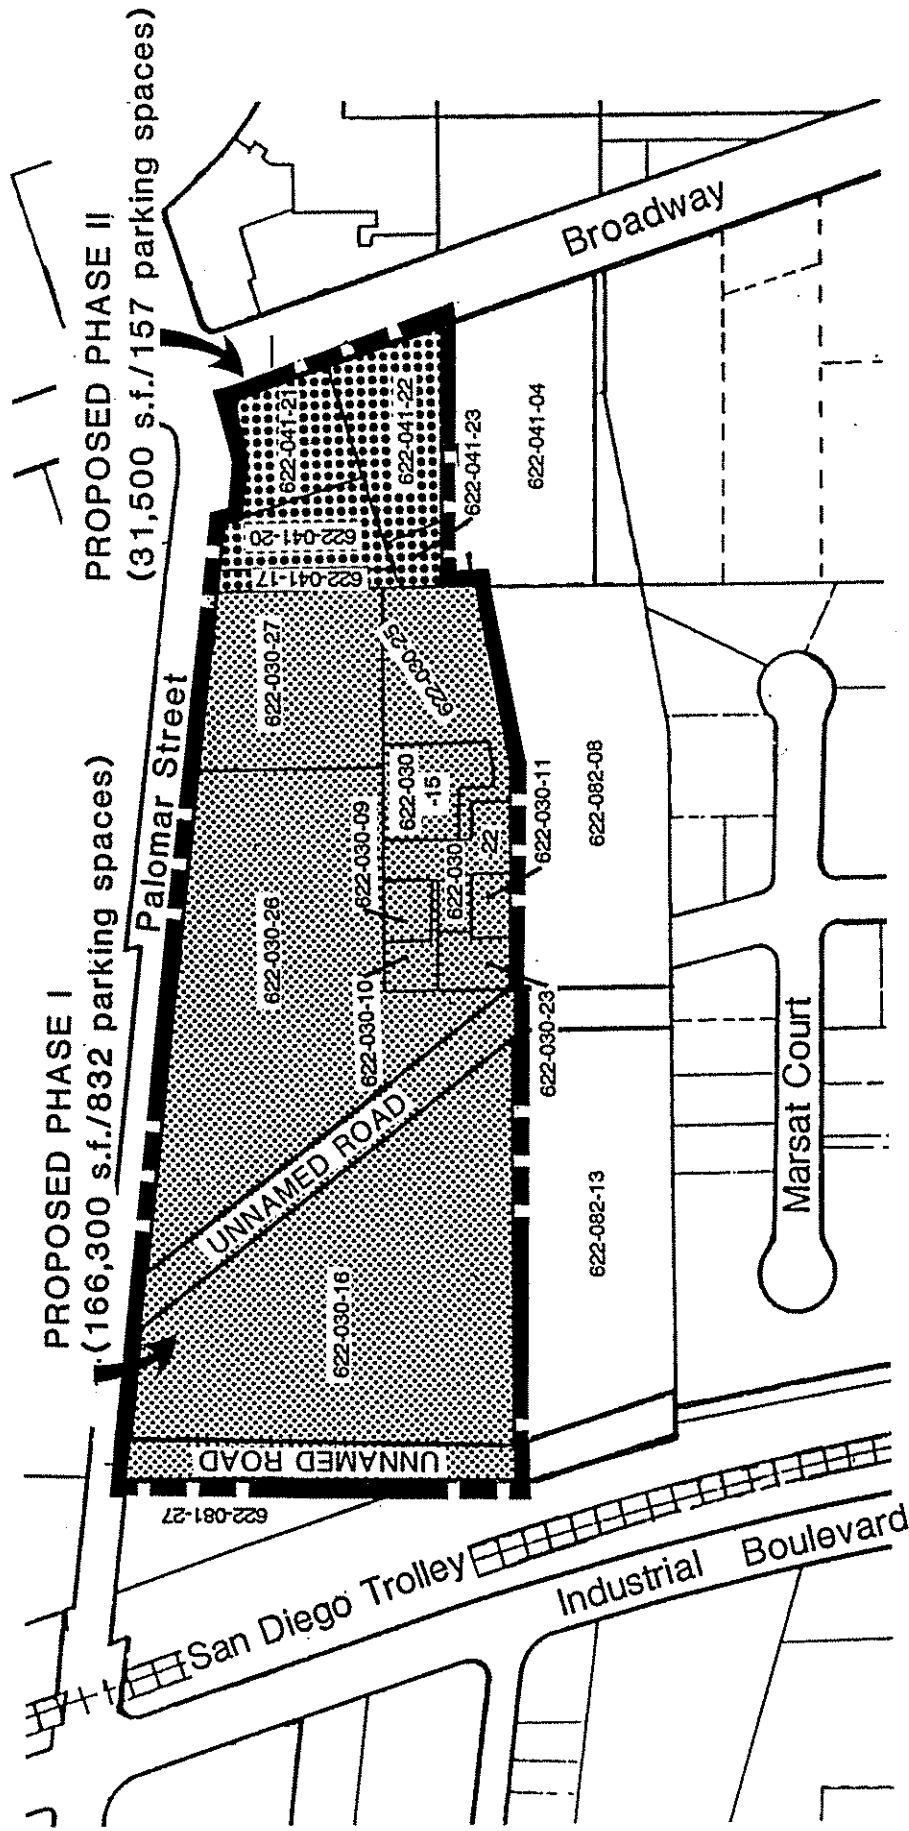 PROPOSED PHASE I
(166,300 s.f./832 parking spaces)
PROPOSED PHASE II
(31,500 s.f./157 parking spaces)
Palomar Street
Broadway
622-041-21
622-041-22
622-041-20
622-041-17
622-041-23
622-041-04
622-030-27
622-030-25
622-030-26
622-030
-15
622-030-09
622-030
-22
622-030-11
622-030-10
622-030-23
622-082-08
UNNAMED ROAD
622-030-16
622-082-13
Marsat Court
UNNAMED ROAD
622-081-27
San Diego Trolley
Industrial Boulevard